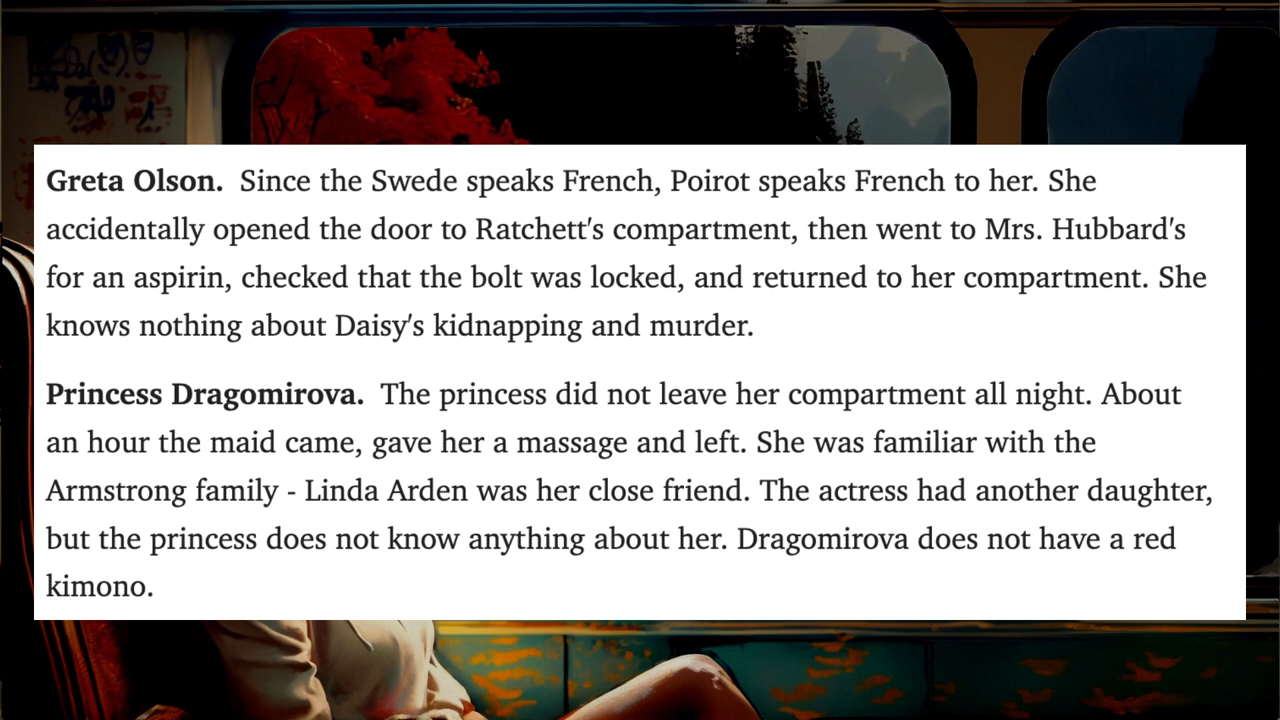 Greta Olson. Since the Swede speaks French, Poirot speaks French to her. She
accidentally opened the door to Ratchett's compartment, then went to Mrs. Hubbard's
for an aspirin, checked that the bolt was locked, and returned to her compartment. She
knows nothing about Daisy's kidnapping and murder.
Princess Dragomirova. The princess did not leave her compartment all night. About
an hour the maid came, gave her a massage and left. She was familiar with the
Armstrong family - Linda Arden was her close friend. The actress had another daughter,
but the princess does not know anything about her. Dragomirova does not have a red
kimono.